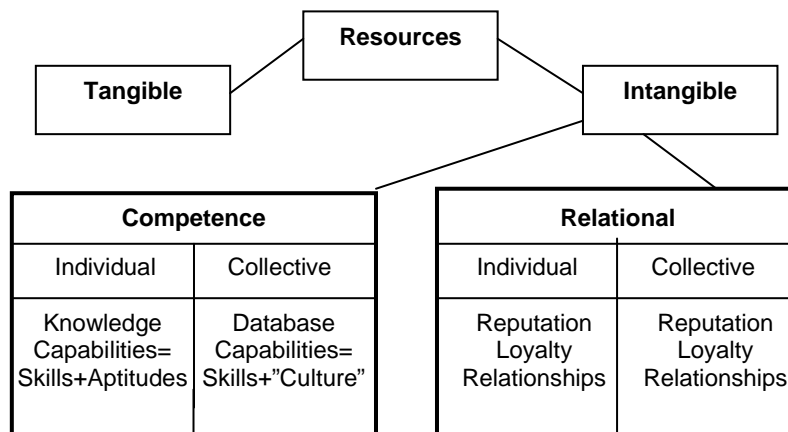 Resources
Tangible
Intangible
Competence
Individual
Collective
Knowledge
Capabilities=
Skills+Aptitudes
Database
Capabilities=
Skills+”Culture”
Relational
Individual
Collective
Reputation
Loyalty
Relationships
Reputation
Loyalty
Relationships